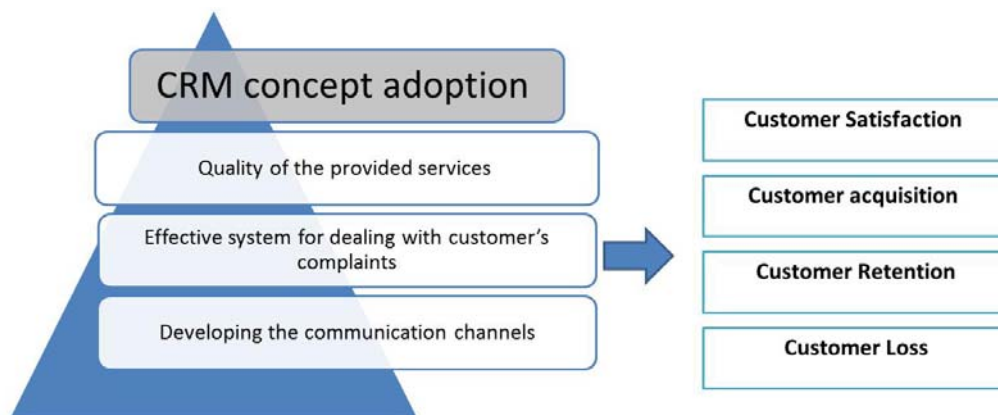 CRM concept adoption
Quality of the provided services
Effective system for dealing with customer’s
complaints
Developing the communication channels
Customer Satisfaction
Customer acquisition
Customer Retention
Customer Loss